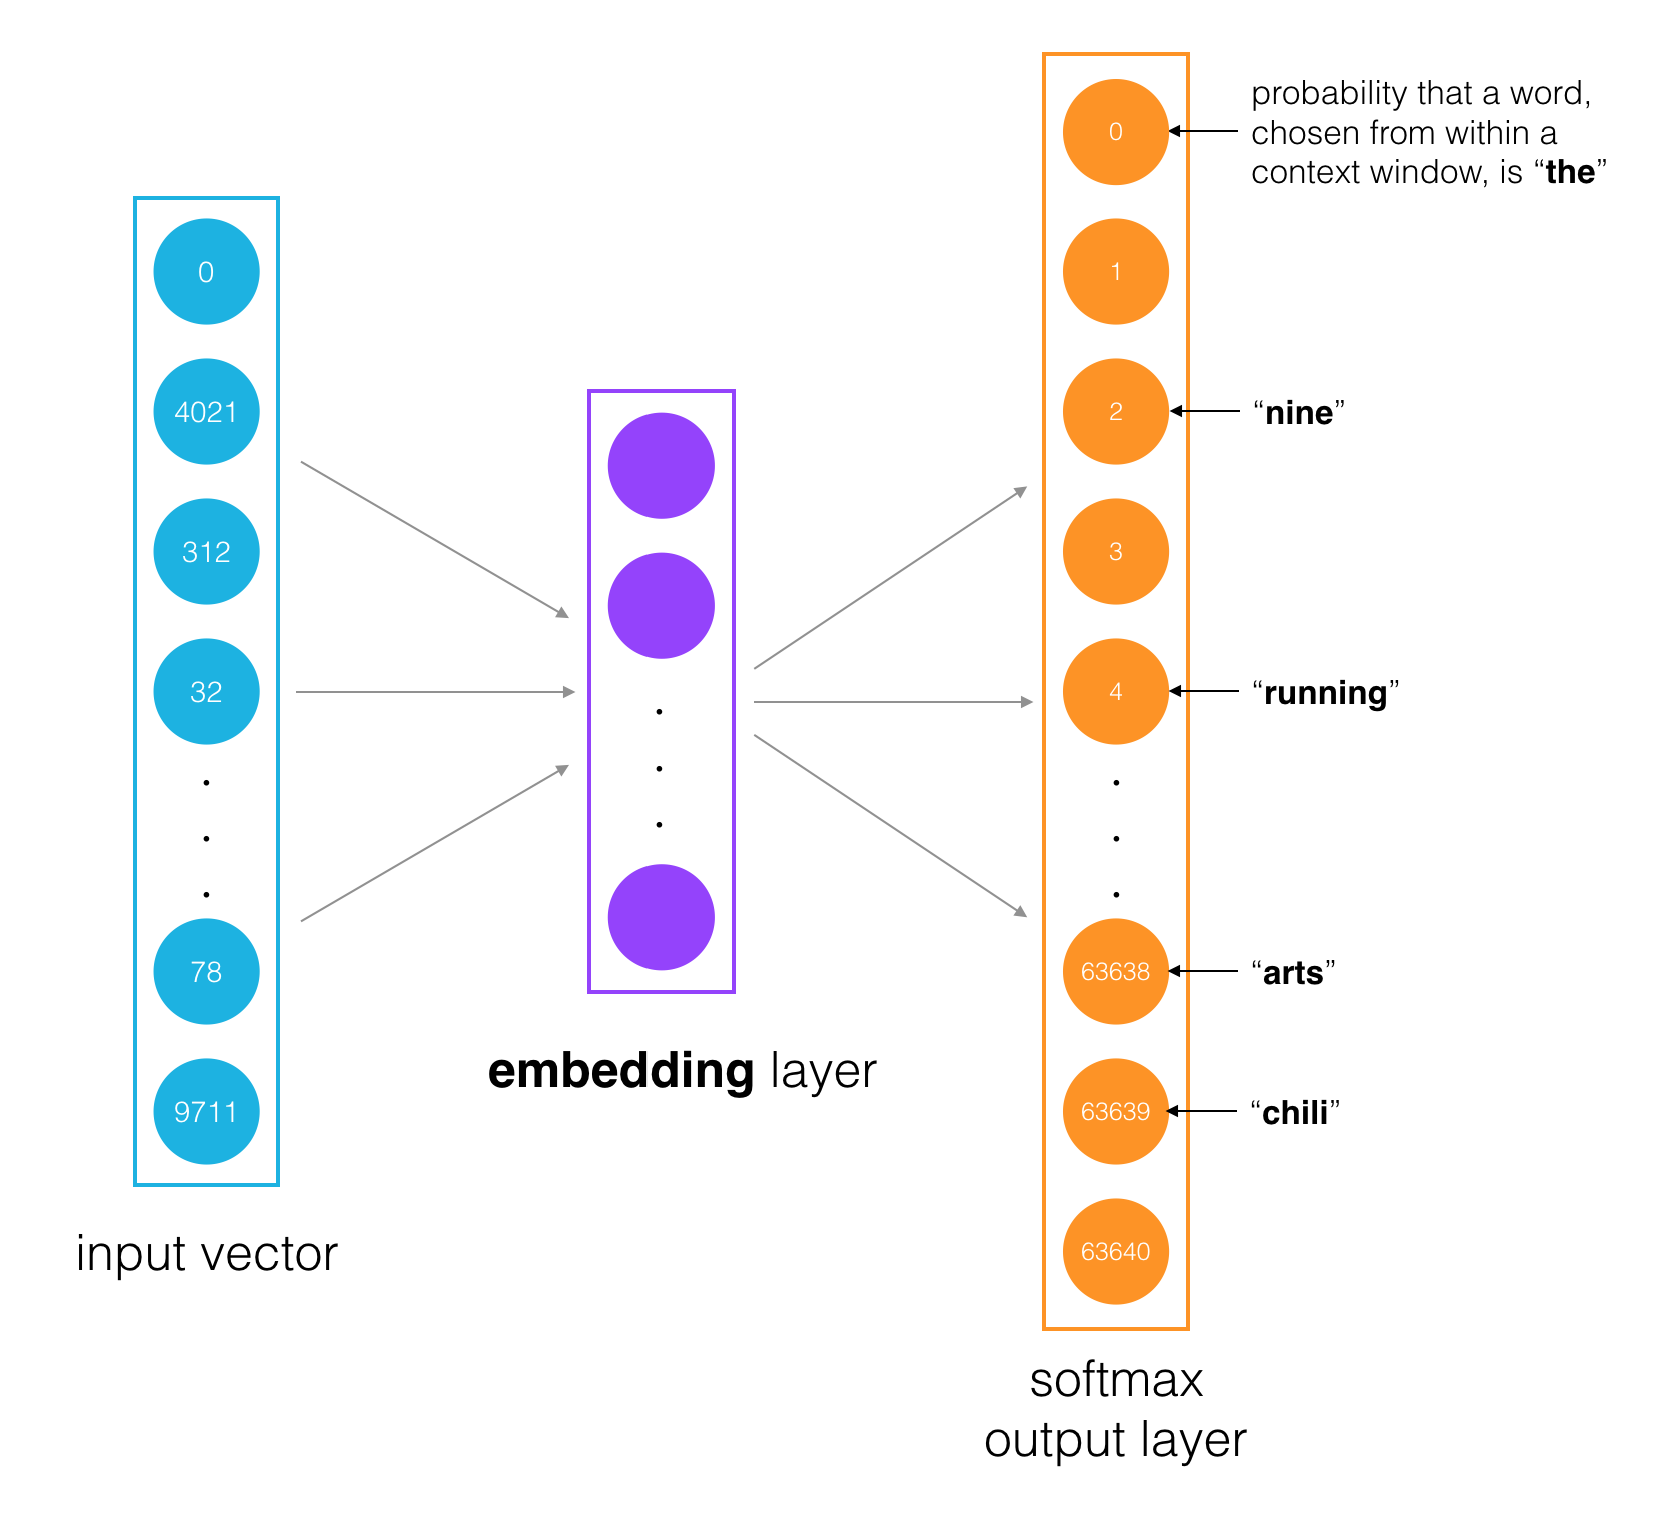 0
4021
312
32
78
9711
input vector
embedding layer
0
1
2
3
4
63638
63639
63640
softmax
output layer
probability that a word,
chosen from within a
context window, is “the”
“nine”
“running”
“arts”
“chili”